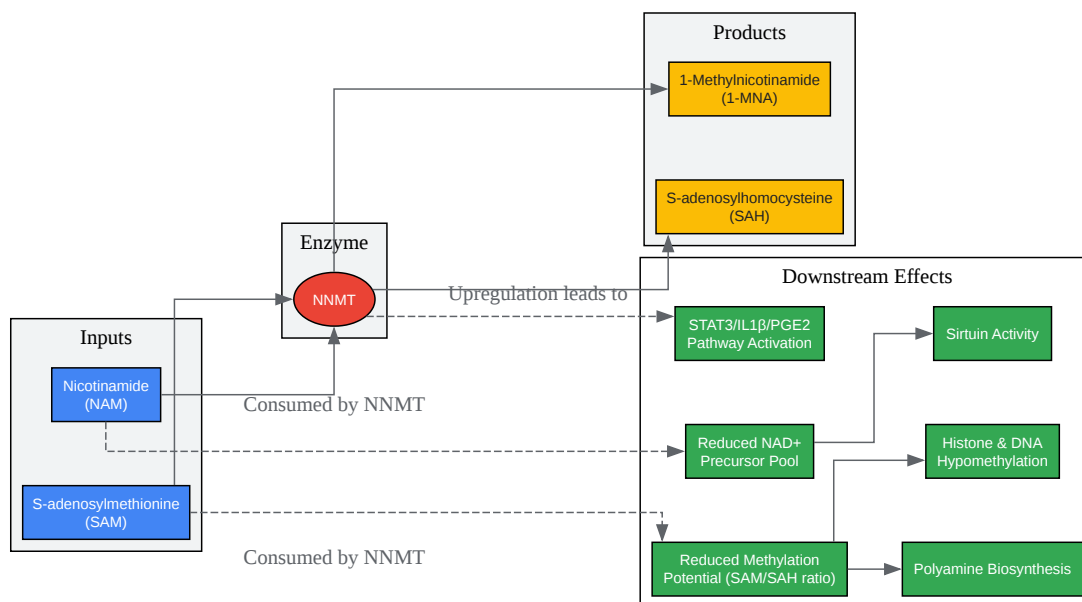 Products
1-Methylnicotinamide
(1-MNA)
S-adenosylhomocysteine
(SAH)
Enzyme
NNMT
Upregulation leads to
Downstream Effects
STAT3/IL1β/PGE2
Pathway Activation
Sirtuin Activity
Inputs
Nicotinamide
(NAM)
Consumed by NNMT
Reduced NAD+
Precursor Pool
Histone & DNA
Hypomethylation
S-adenosylmethionine
(SAM)
Consumed by NNMT
Reduced Methylation
Potential (SAM/SAH ratio)
Polyamine Biosynthesis